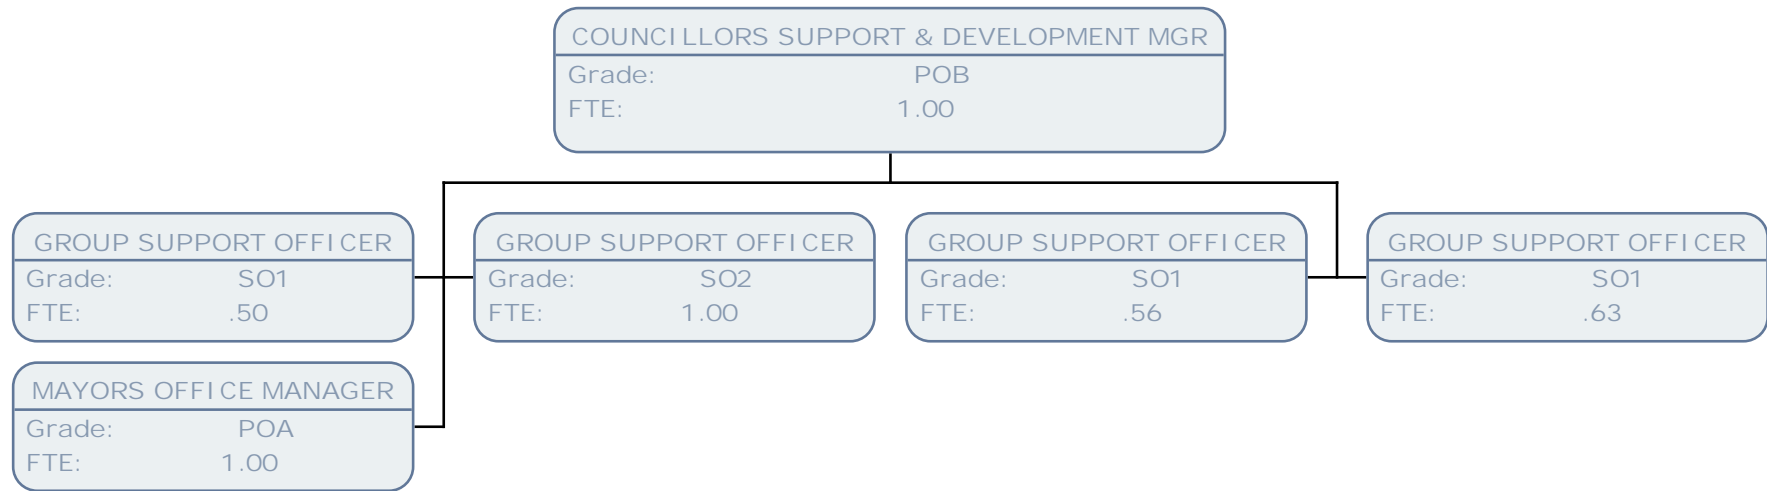 COUNCILLORS SUPPORT & DEVELOPMENT MGR
Grade: POB
FTE: 1.00
GROUP SUPPORT OFFICER
Grade: SO1
FTE: .50
GROUP SUPPORT OFFICER
Grade: SO2
FTE: 1.00
GROUP SUPPORT OFFICER
Grade: SO1
FTE: .56
GROUP SUPPORT OFFICER
Grade: SO1
FTE: .63
MAYORS OFFICE MANAGER
Grade: POA
FTE: 1.00